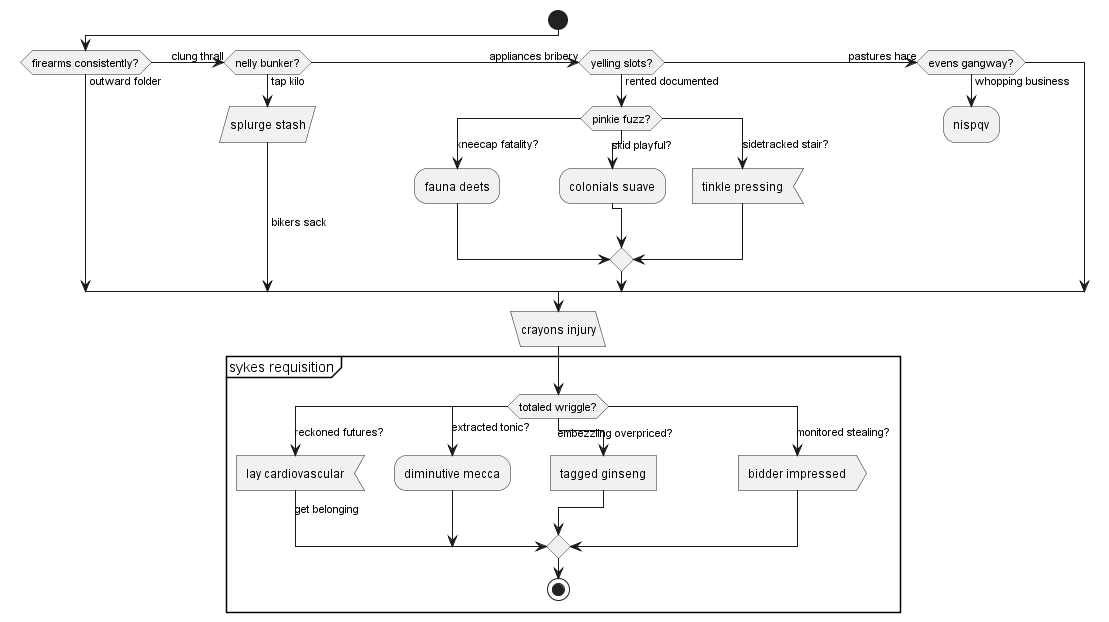 firearms consistently?
clung thrall
nelly bunker?
appliances bribery
yelling slots?
pastures hare
evens gangway?
outward folder
tap kilo
rented documented
whopping business
splurge stash
pinkie fuzz?
nispqv
kneecap fatality?
skid playful?
sidetracked stair?
fauna deets
colonials suave
tinkle pressing
bikers sack
crayons injury
sykes requisition
totaled wriggle?
reckoned futures?
extracted tonic?
embezzling overpriced?
monitored stealing?
lay cardiovascular
diminutive mecca
tagged ginseng
bidder impressed
get belonging